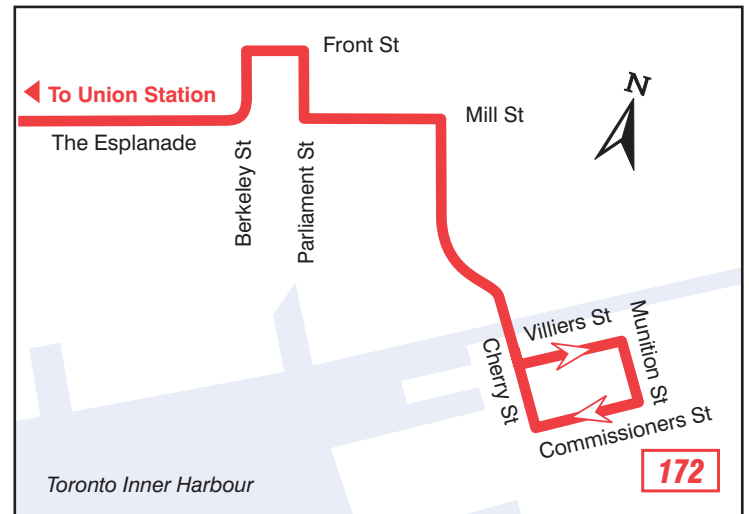 Front St
To Union Station
N
Mill St
The Esplanade
Berkeley St
Parliament St
Villiers St
Munition St
Cherry St
Commissioners St
172
Toronto Inner Harbour